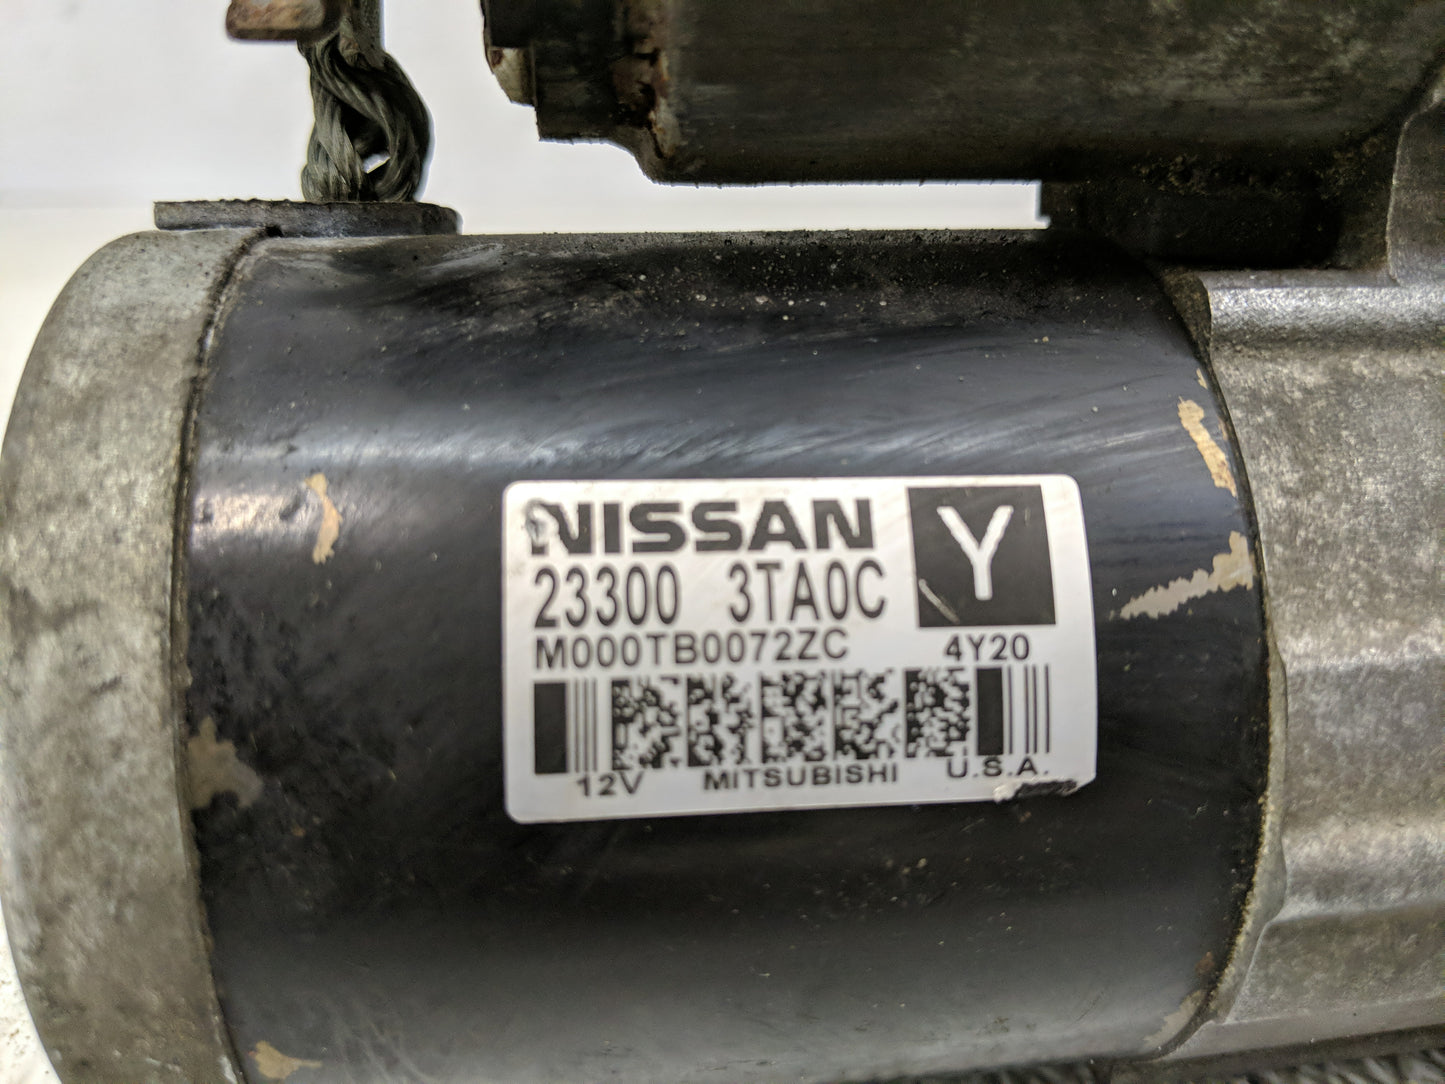 NISSAN
Y
23300 3TA0C
M000TB0072ZC 4Y20
12V MITSUBISHI U.S.A.